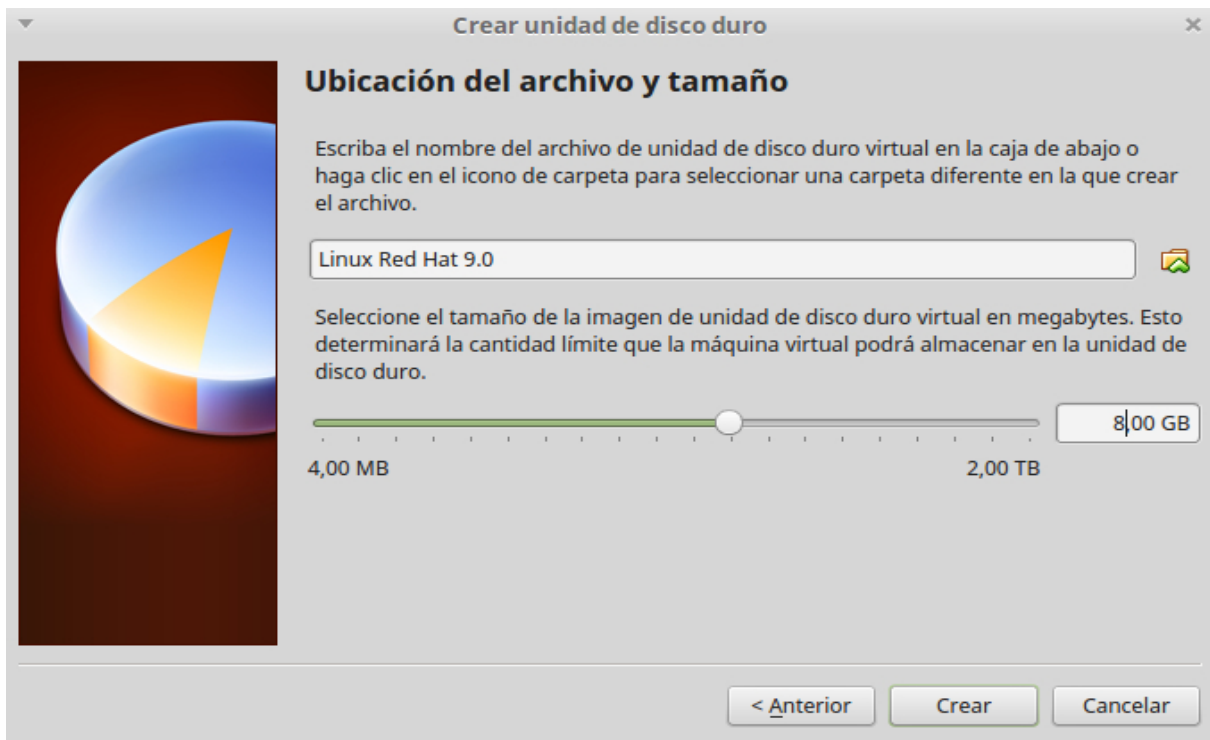 Crear unidad de disco duro
Ubicación del archivo y tamaño
Escriba el nombre del archivo de unidad de disco duro virtual en la caja de abajo o
haga clic en el icono de carpeta para seleccionar una carpeta diferente en la que crear
el archivo.
Linux Red Hat 9.0
Seleccione el tamaño de la imagen de unidad de disco duro virtual en megabytes. Esto
determinará la cantidad límite que la máquina virtual podrá almacenar en la unidad de
disco duro.
8,00 GB
4,00 MB
2,00 TB
< Anterior
Crear
Cancelar